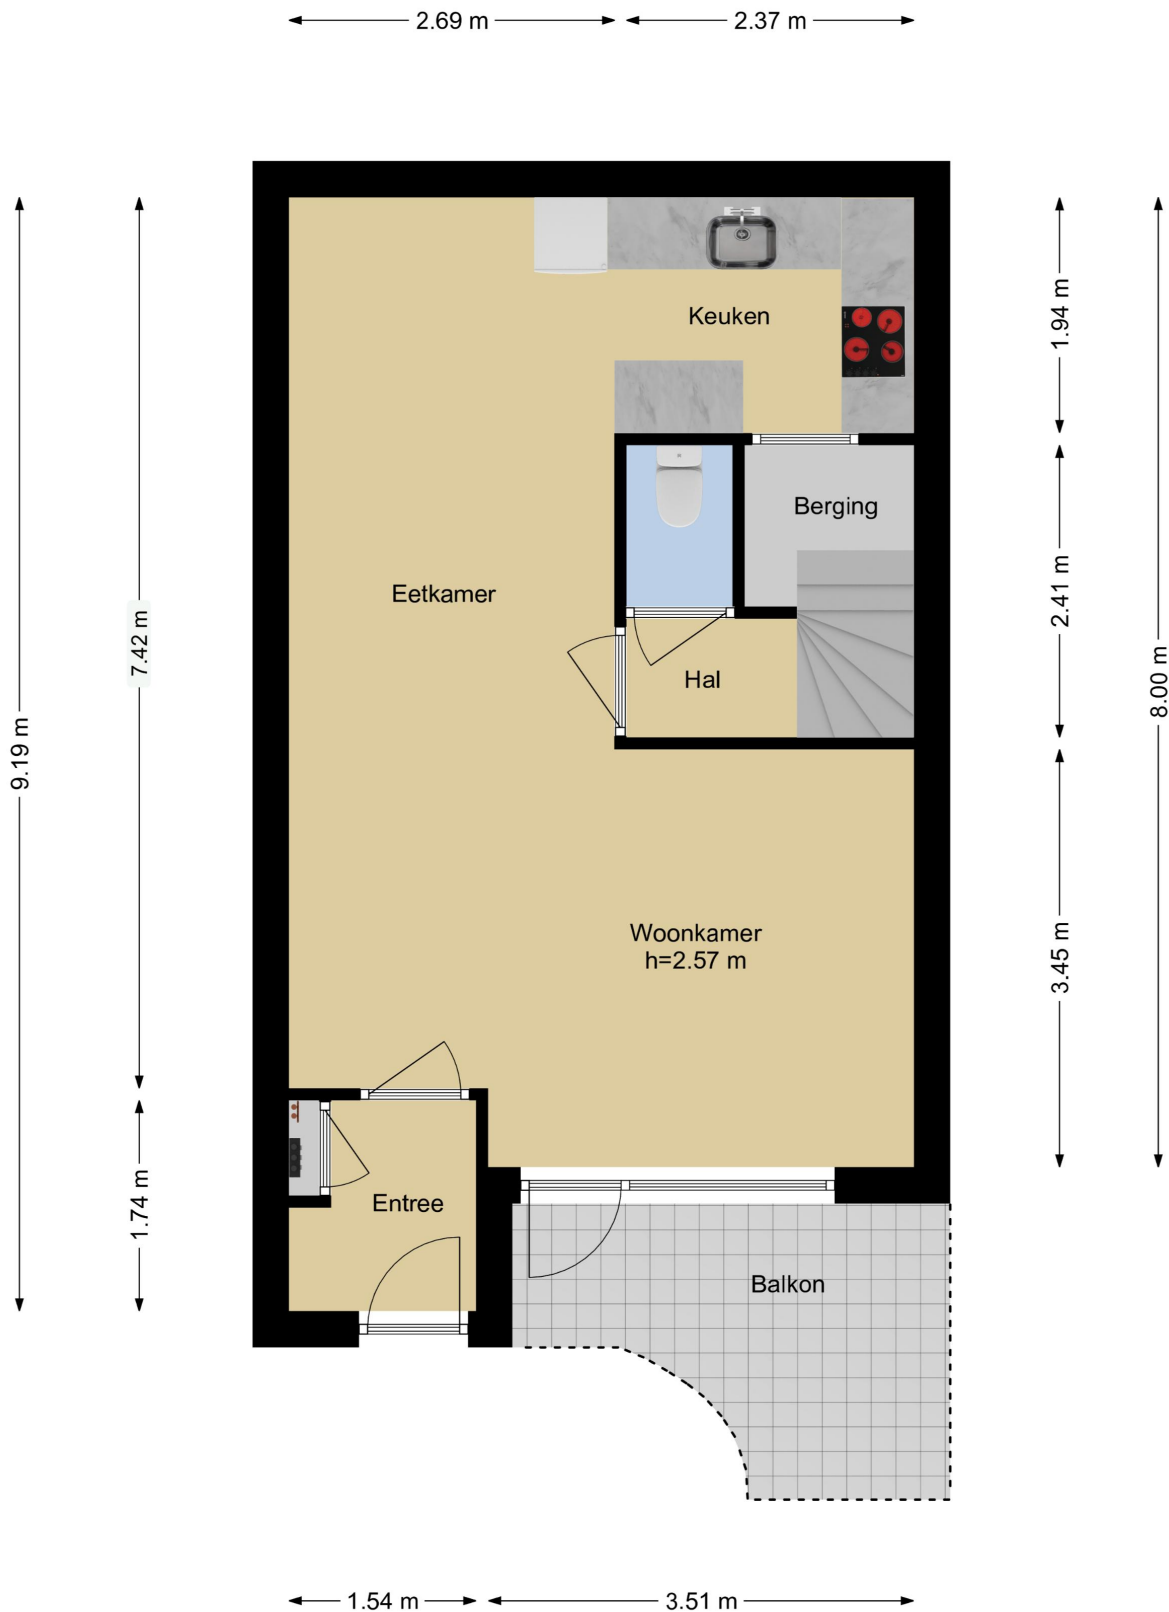 2.69 m
2.37 m
Keuken
1.94 m
Berging
Eetkamer
2.41 m
7.42 m
Hal
8.00 m
9.19 m
Woonkamer
h=2.57 m
3.45 m
Entree
1.74 m
Balkon
1.54 m
3.51 m